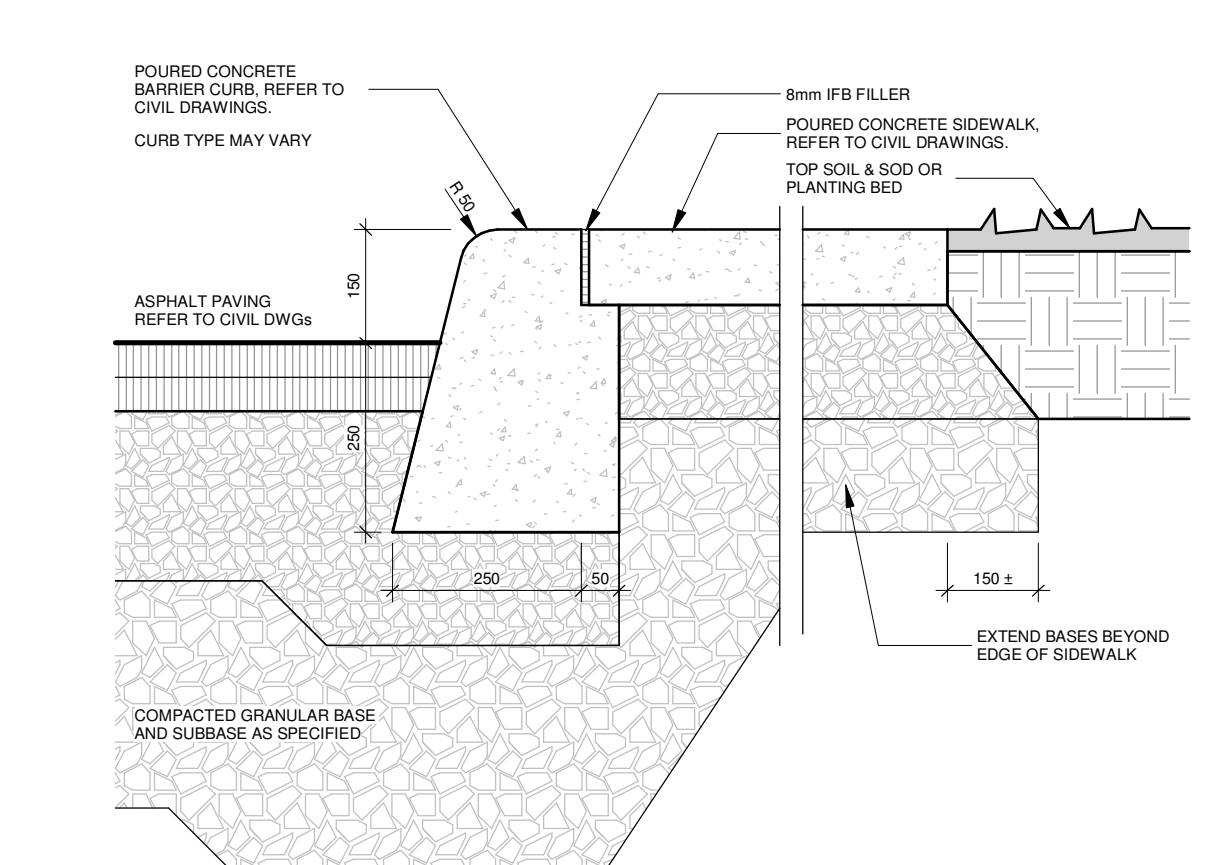 POURED CONCRETE
BARRIER CURB, REFER TO
CIVIL DRAWINGS.
CURB TYPE MAY VARY
8mm IFB FILLER
POURED CONCRETE SIDEWALK,
REFER TO CIVIL DRAWINGS.
TOP SOIL & SOD OR
PLANTING BED
R 50
150
ASPHALT PAVING
REFER TO CIVIL DWGs
250
250
50
150 ±
EXTEND BASES BEYOND
EDGE OF SIDEWALK
COMPACTED GRANULAR BASE
AND SUBBASE AS SPECIFIED